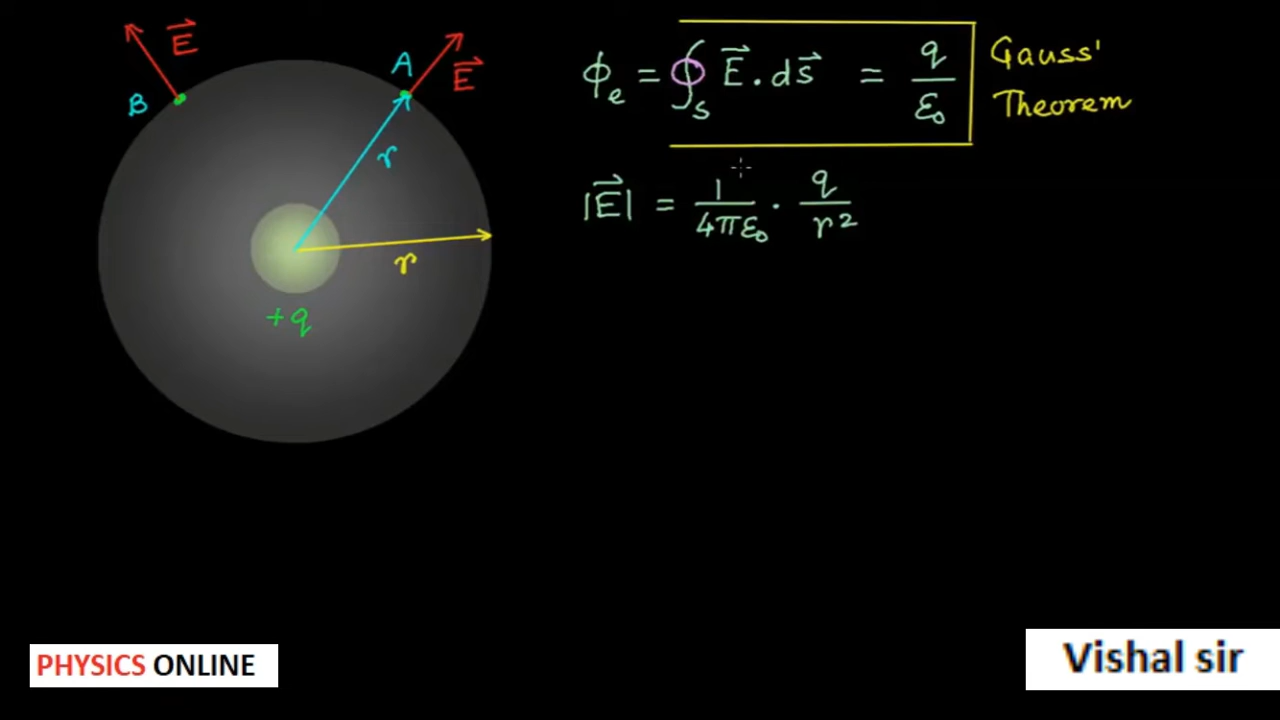 E⃗
A
E⃗
B
r
r
+q
ϕₑ = ∮ₛ E⃗ . ds⃗ = q/ε₀
Gauss'
Theorem
|E⃗| = 1/4πε₀ · q/r²
PHYSICS ONLINE
Vishal sir